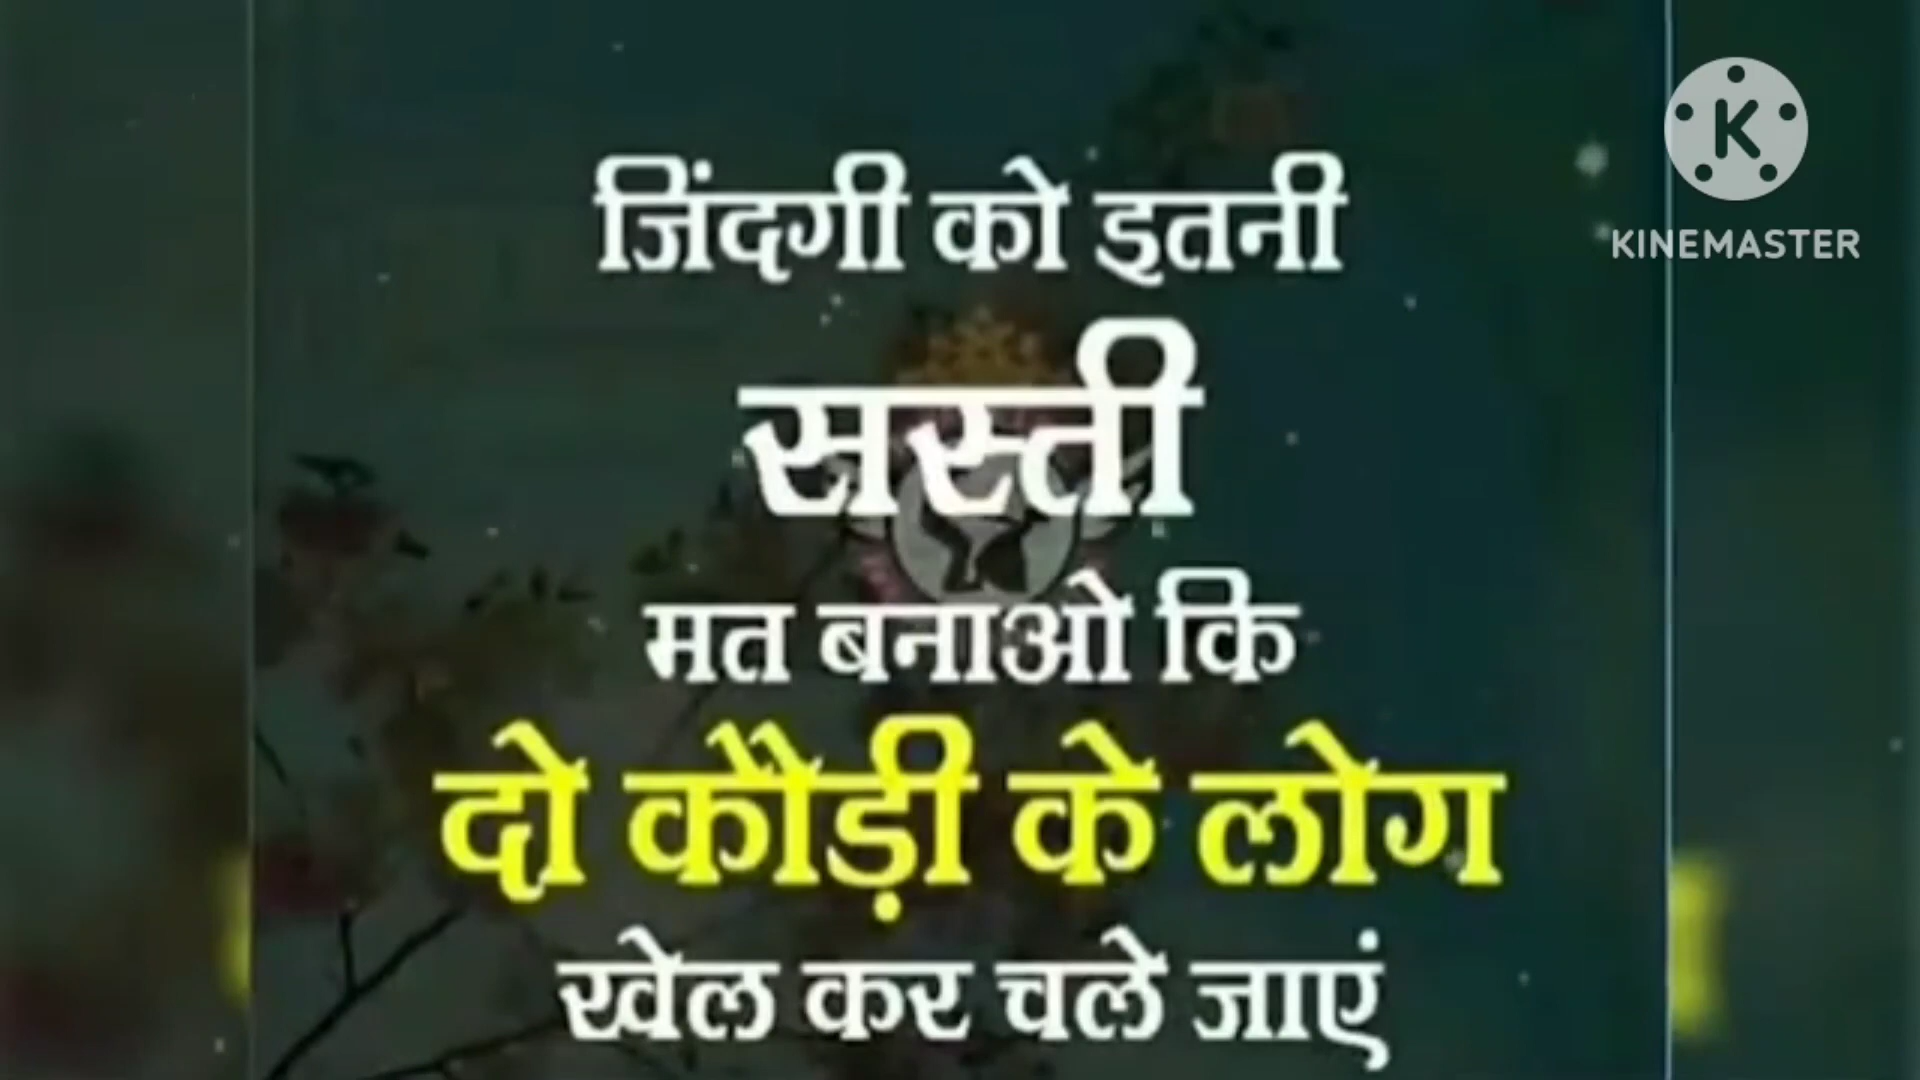 जिंदगी को इतनी
सस्ती
मत बनाओ कि
दो कौड़ी के लोग
खेल कर चले जाएं
K
KINEMASTER